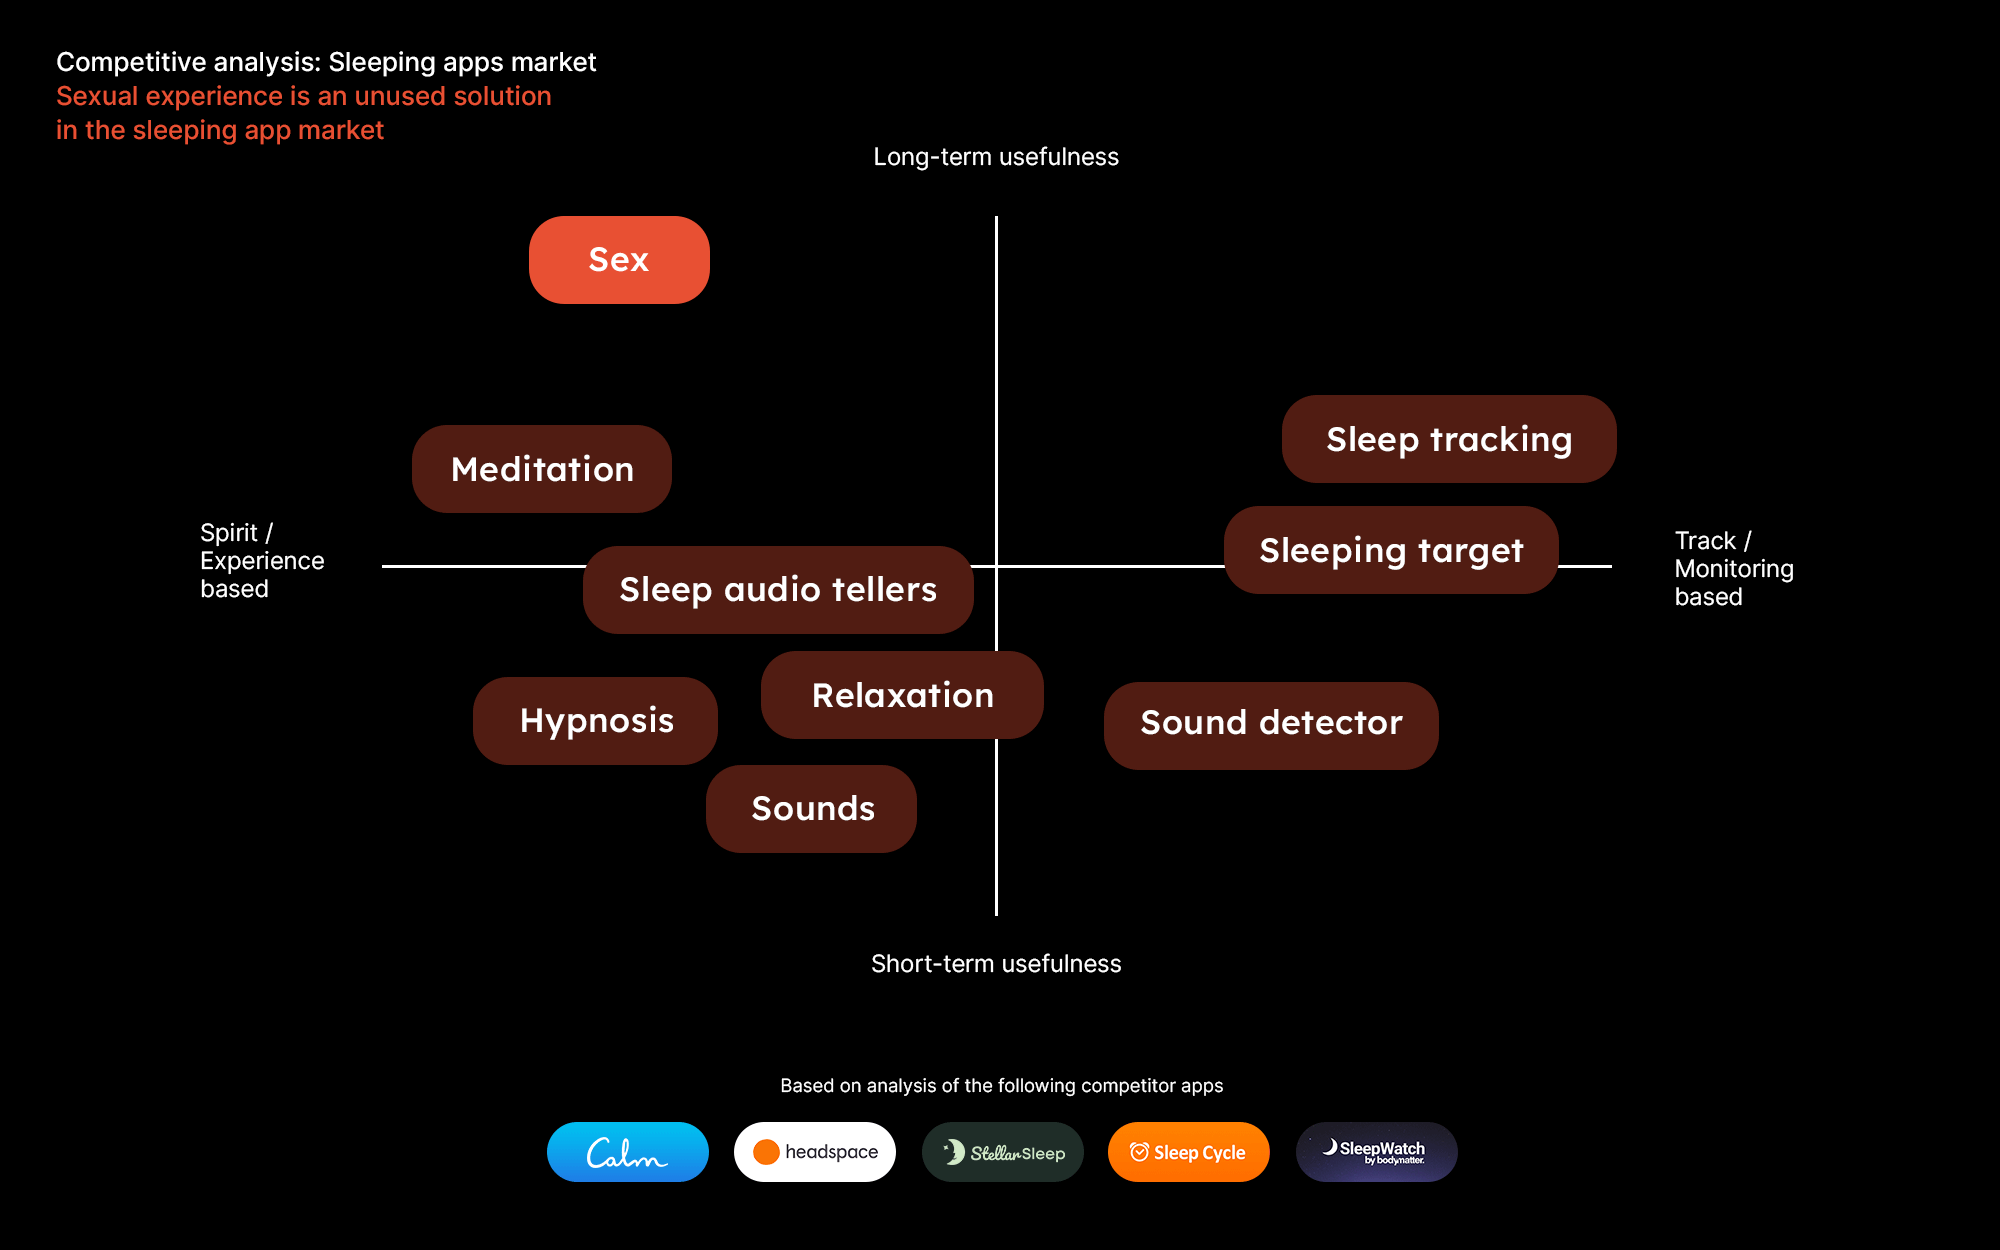 Competitive analysis: Sleeping apps market
Sexual experience is an unused solution
in the sleeping app market
Long-term usefulness
Sex
Sleep tracking
Meditation
Spirit /
Experience
based
Sleeping target
Track /
Monitoring
based
Sleep audio tellers
Relaxation
Hypnosis
Sound detector
Sounds
Short-term usefulness
Based on analysis of the following competitor apps
Calm
headspace
StellarSleep
Sleep Cycle
SleepWatch
by bodymatter.